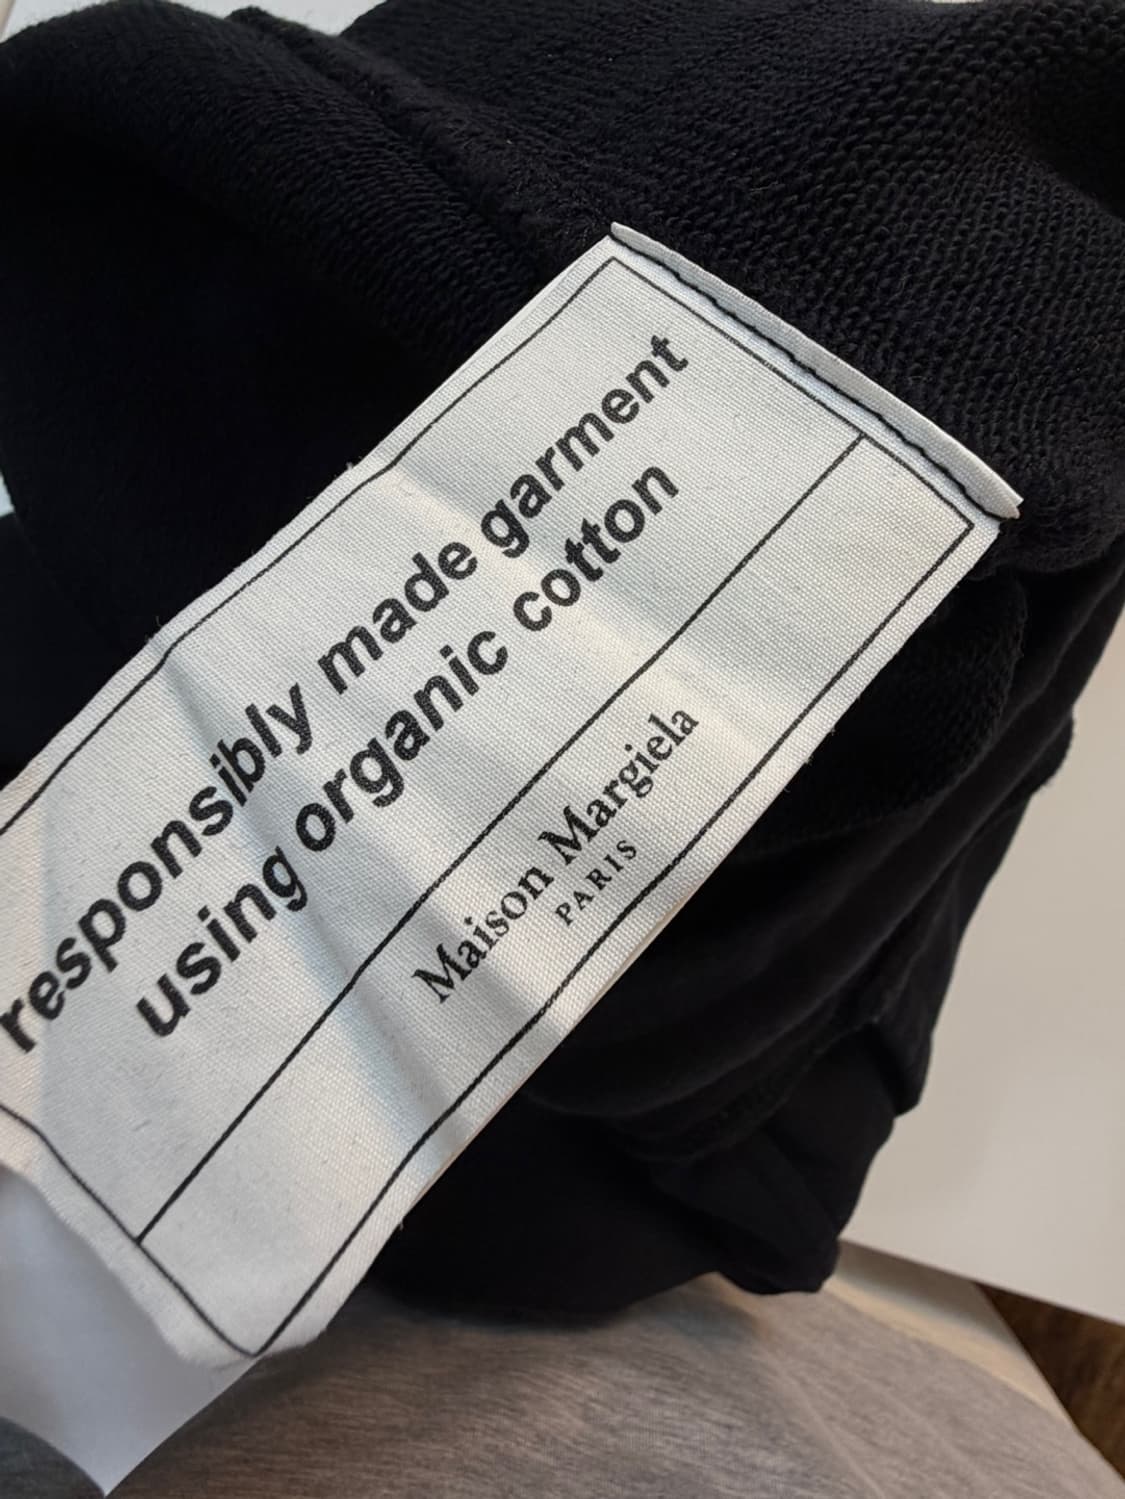 responsibly made garment
using organic cotton
Maison Margiela
PARIS